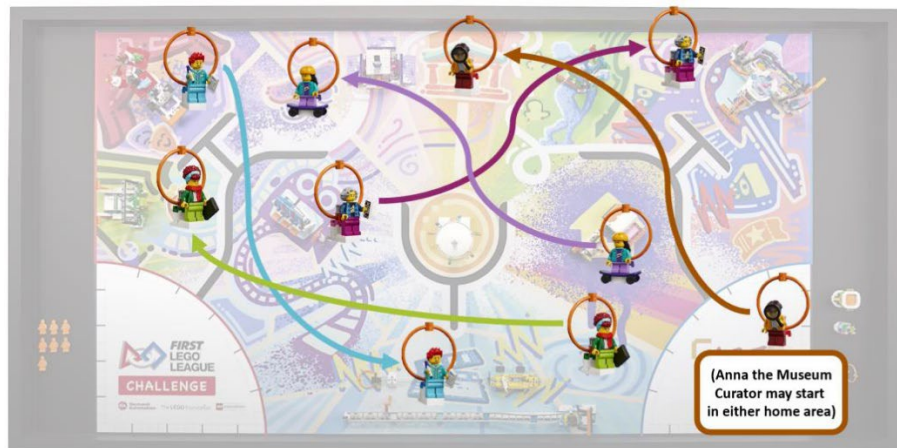 FIRST
LEGO
LEAGUE
CHALLENGE
(Anna the Museum
Curator may start
in either home area)